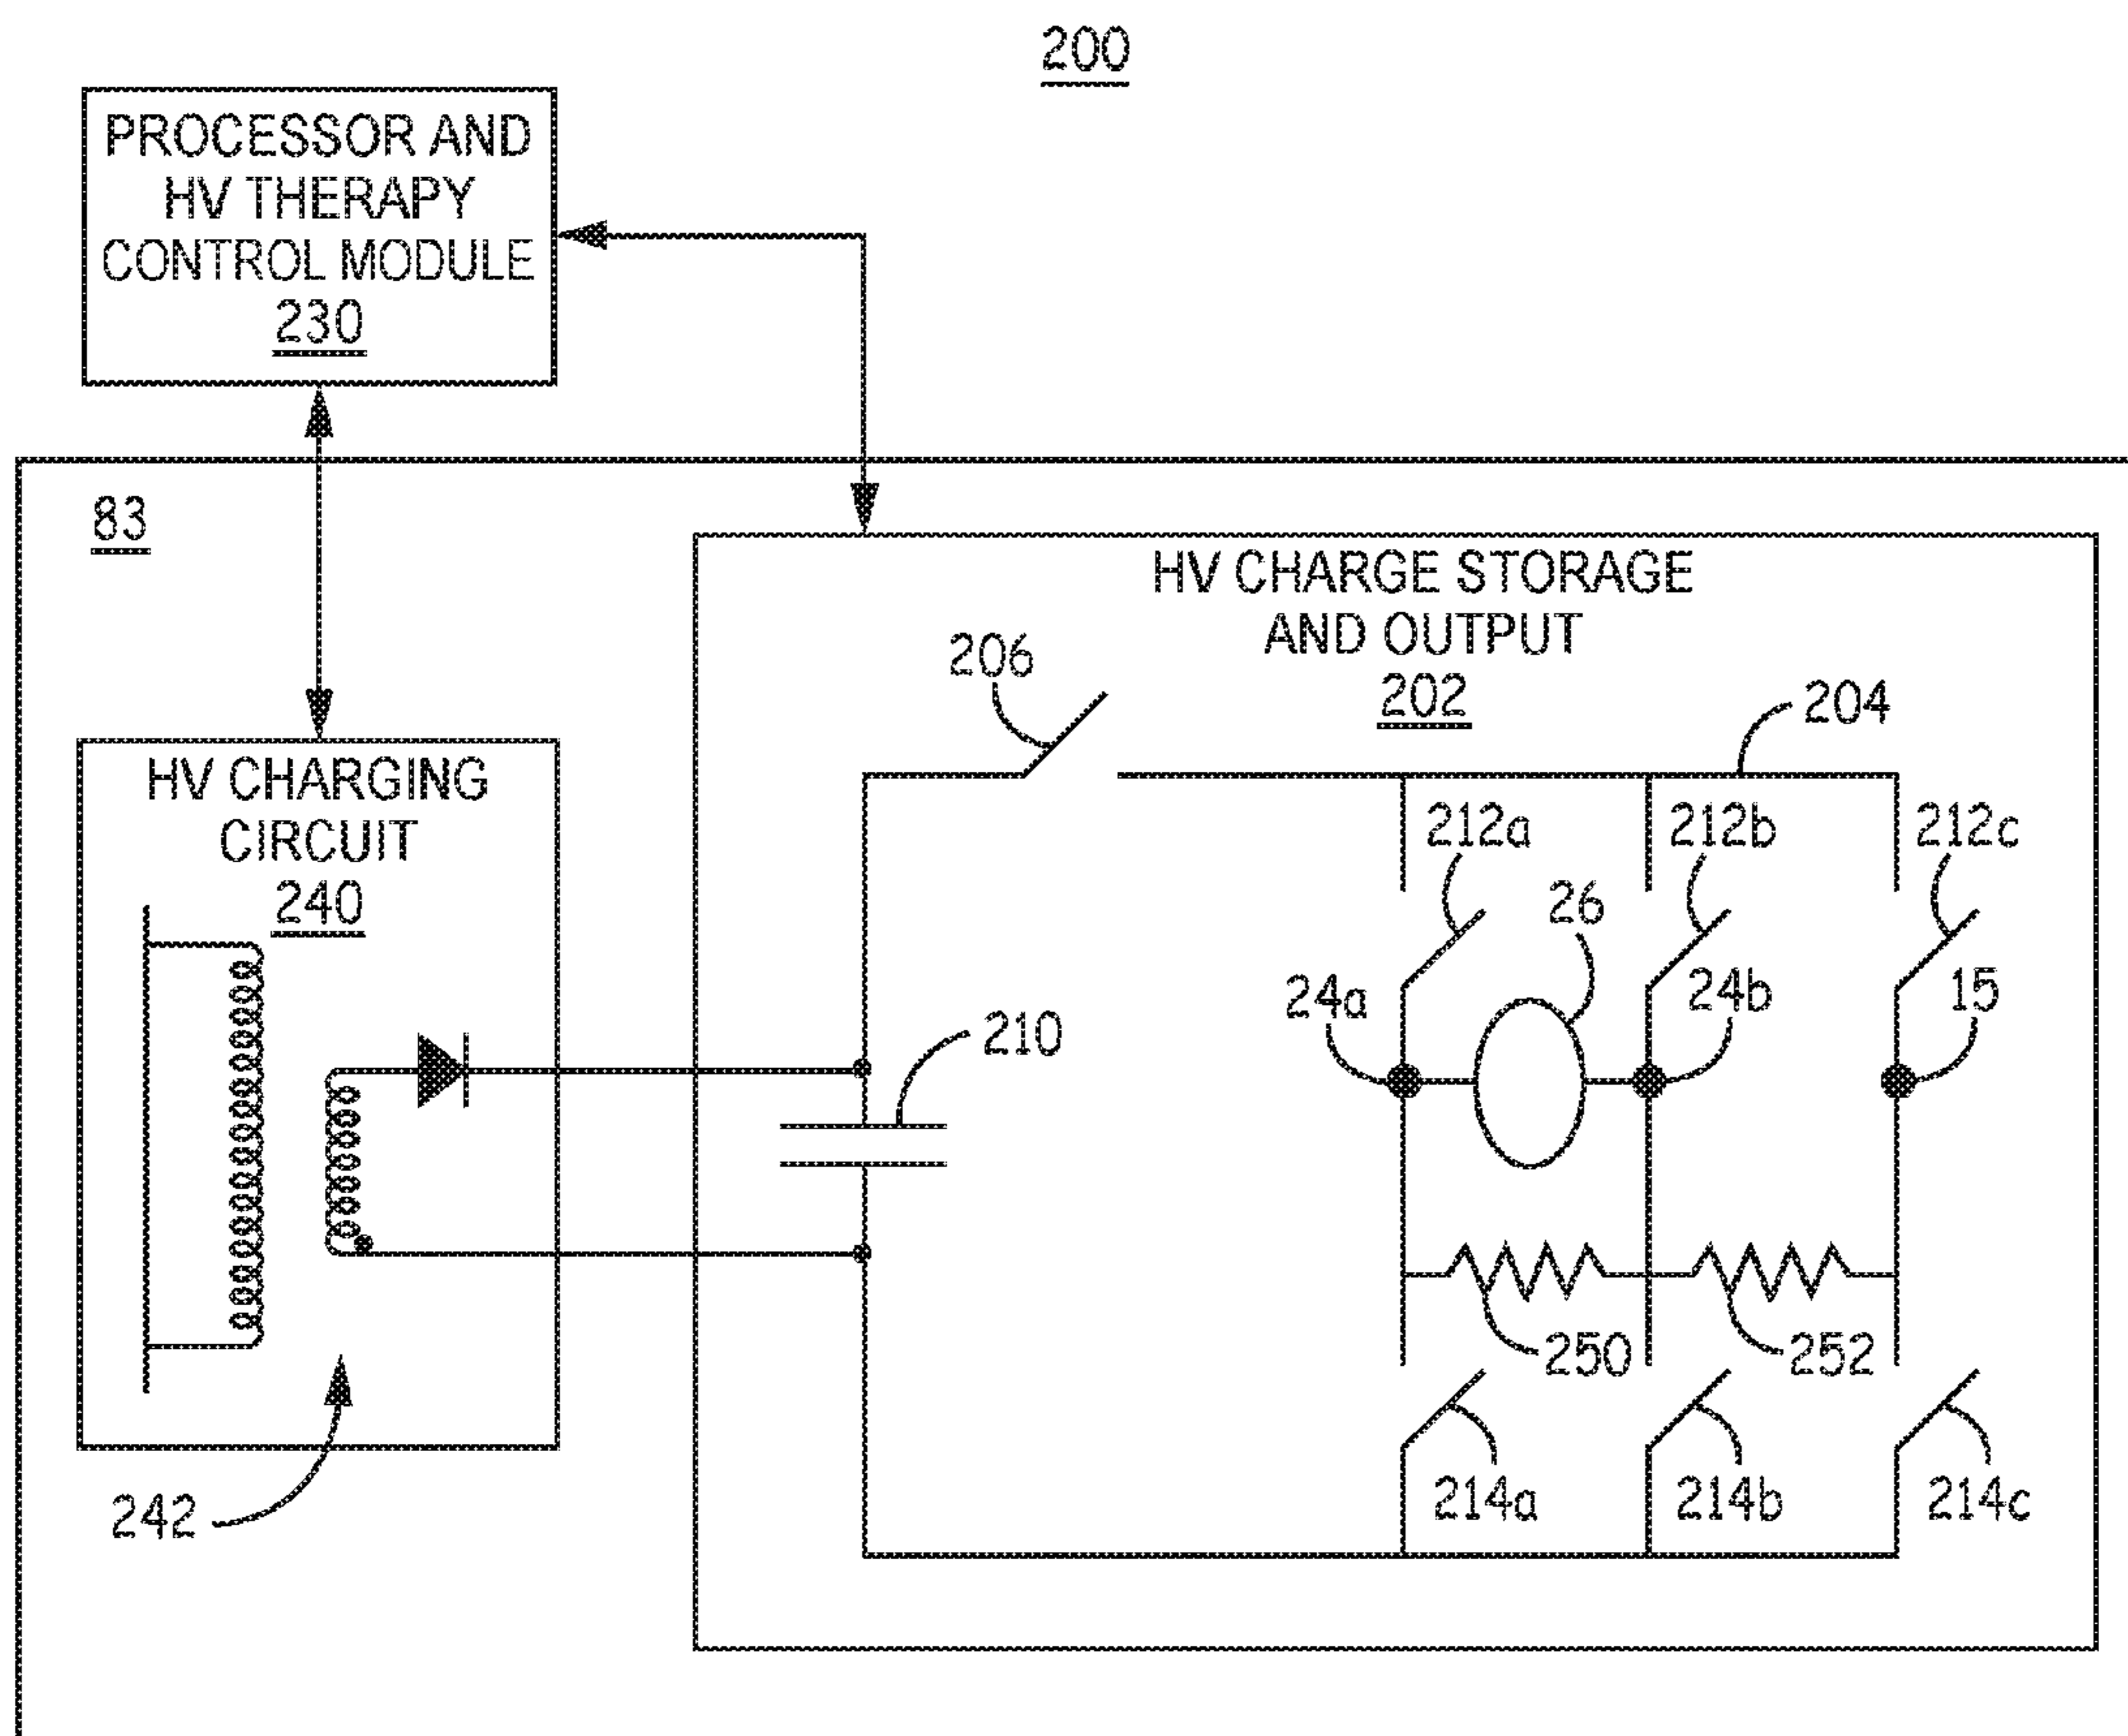 200
PROCESSOR AND
HV THERAPY
CONTROL MODULE
230
83
HV CHARGE STORAGE
AND OUTPUT
202
206
204
HV CHARGING
CIRCUIT
240
212a
212b
212c
26
24a
24b
15
210
250
252
242
214a
214b
214c